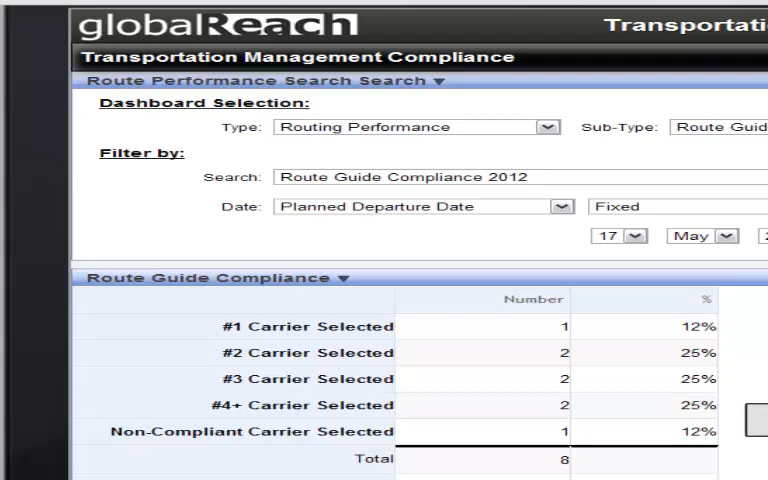 globalReach
Transportation Management Compliance
Route Performance Search Search
Dashboard Selection:
Type: Routing Performance Sub-Type: Route
Filter by:
Search: Route Guide Compliance 2012
Date: Planned Departure Date Fixed
17 May
Route Guide Compliance
Number %
#1 Carrier Selected 1 12%
#2 Carrier Selected 2 25%
#3 Carrier Selected 2 25%
#4+ Carrier Selected 2 25%
Non-Compliant Carrier Selected 1 12%
Total 8